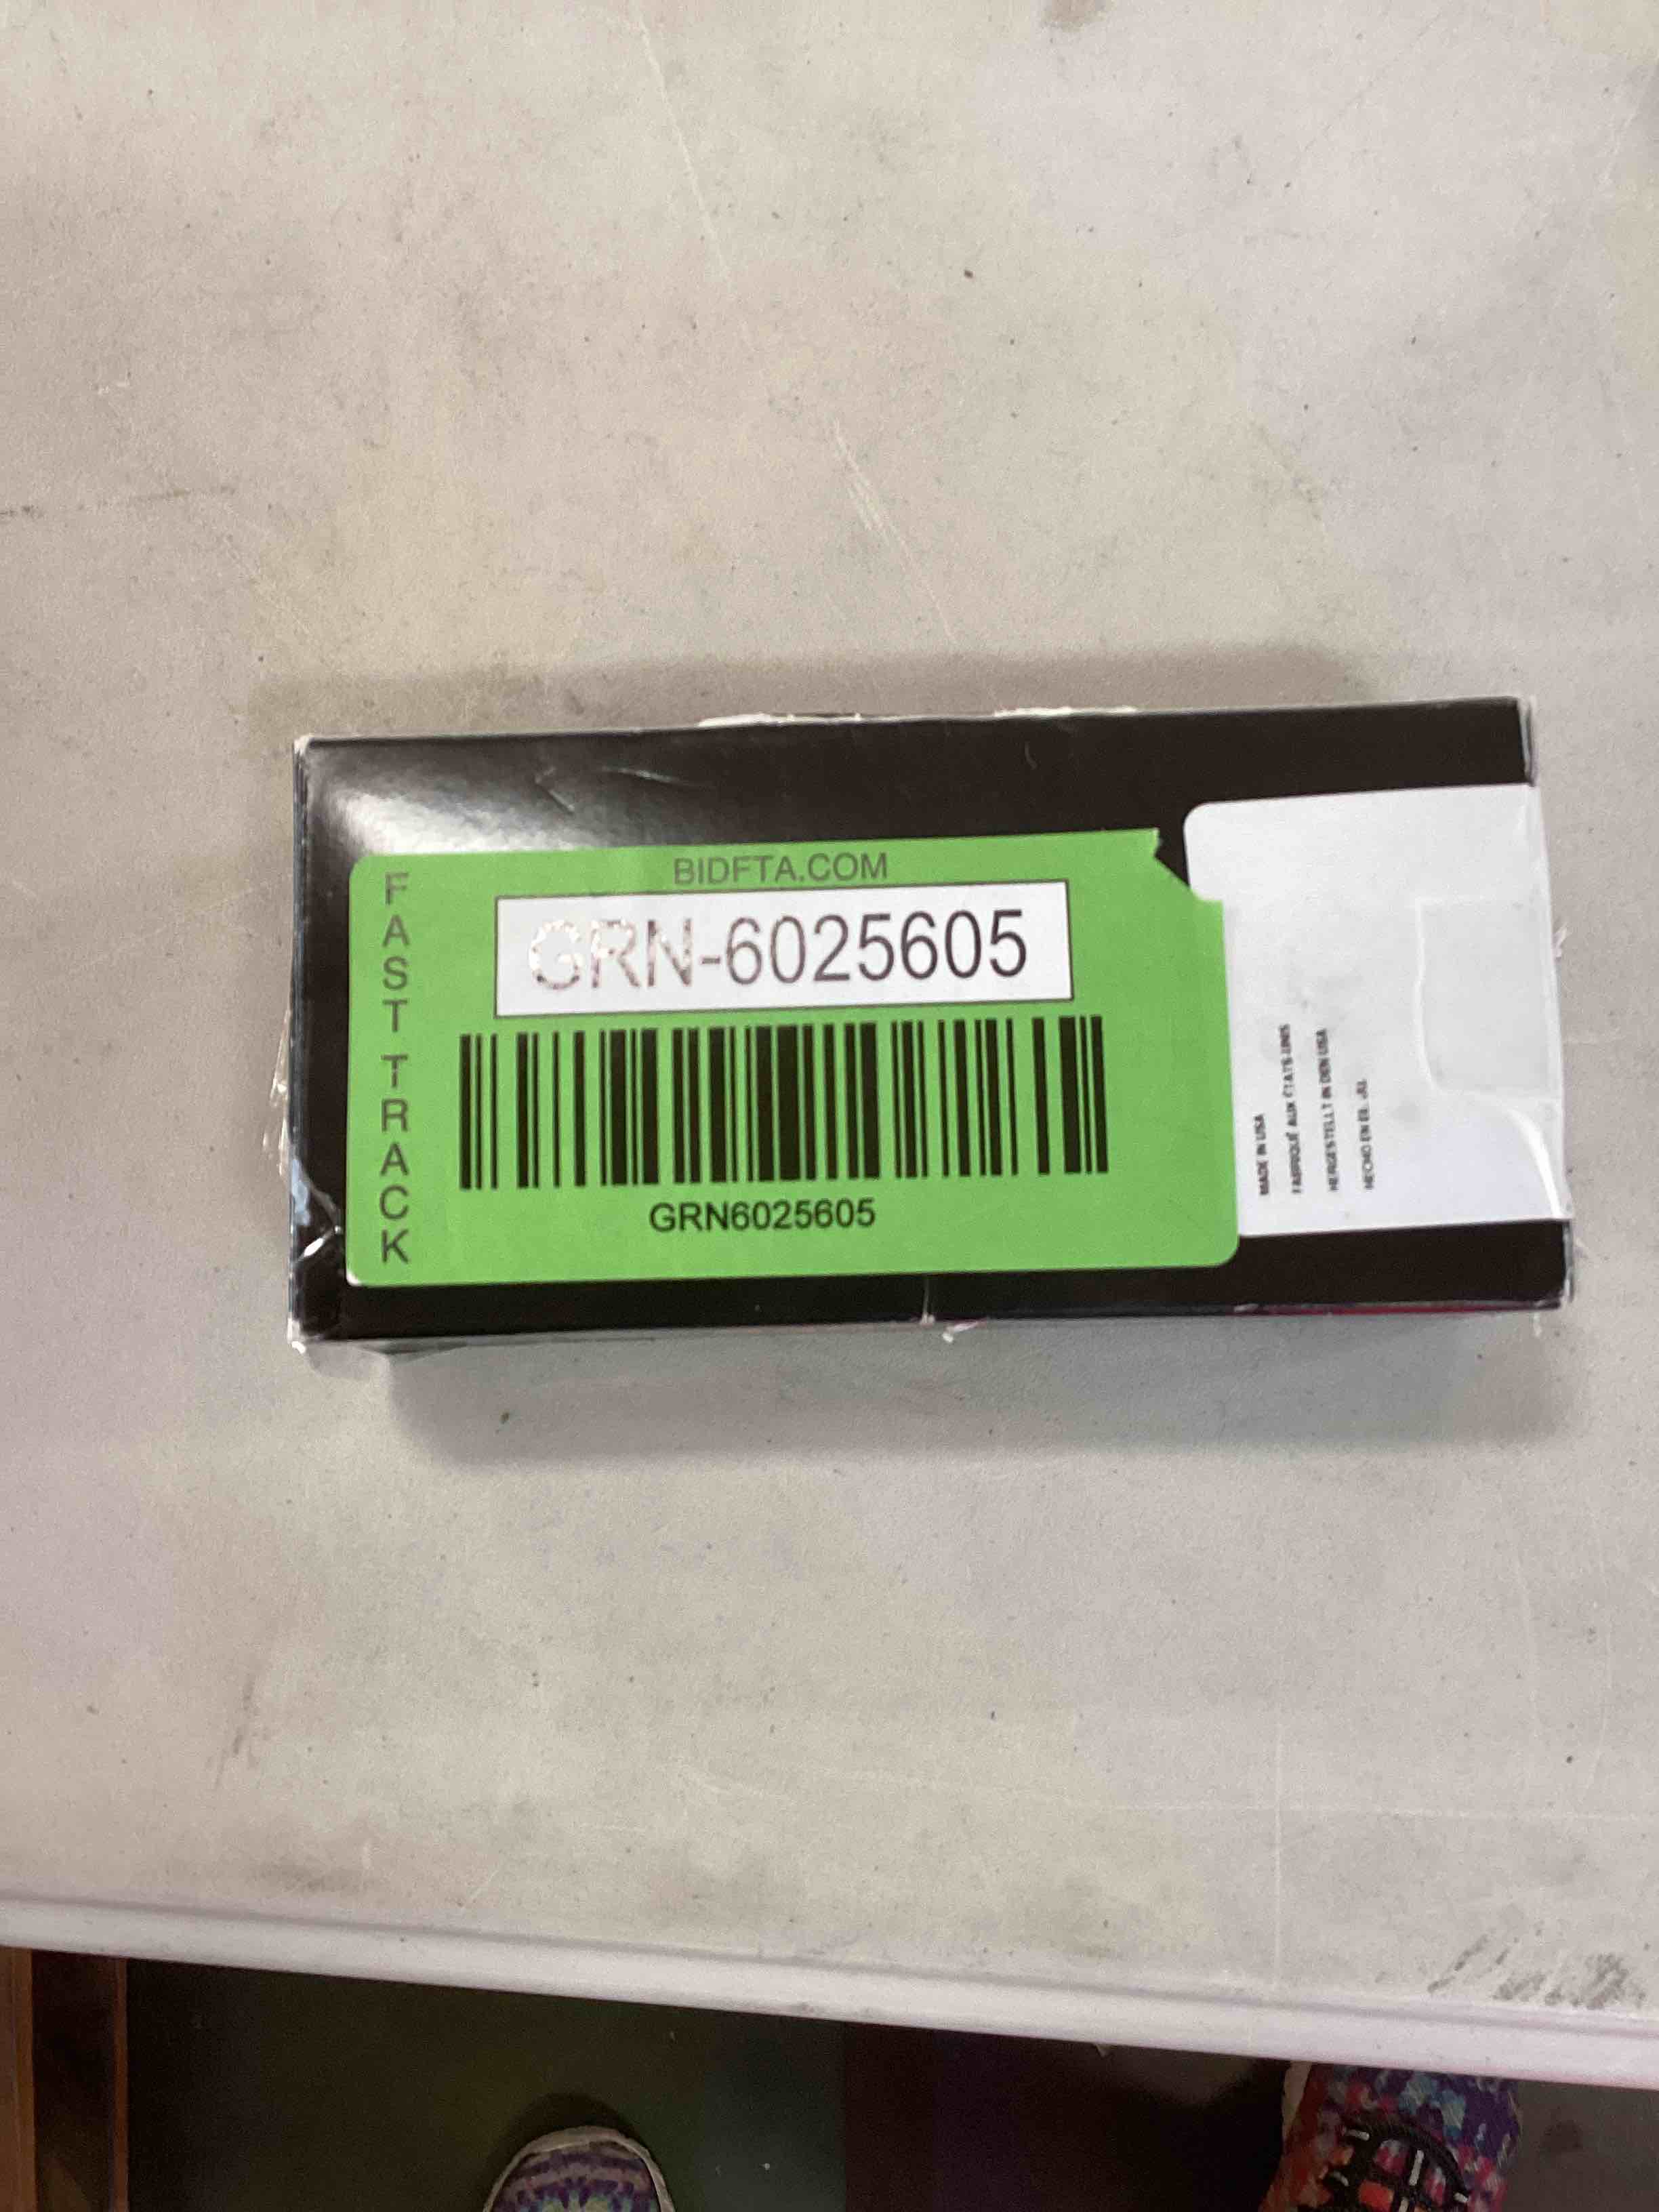 FAST TRACK
BIDFTA.COM
GRN-6025605
GRN6025605
MADE IN USA
FABRIQUÉ AUX ÉTATS-UNIS
HERGESTELLT IN DEN USA
HECHO EN EE. UU.